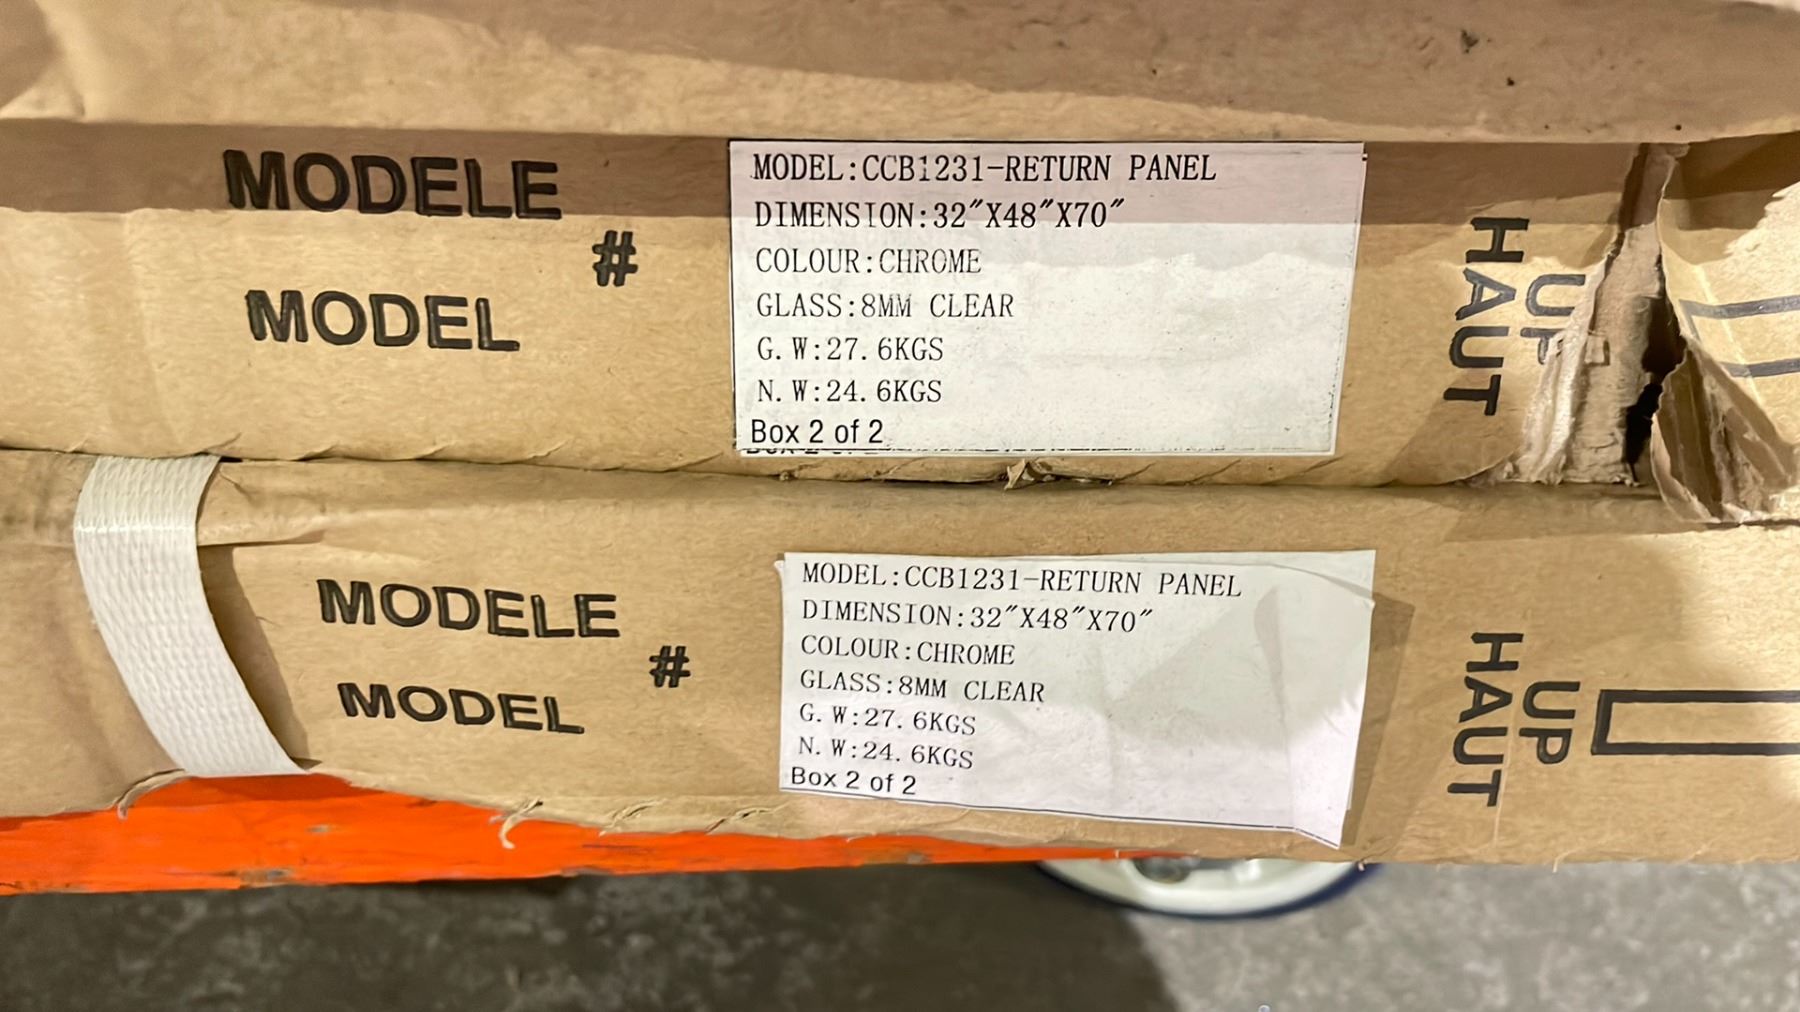 MODELE
#
MODEL
MODEL:CCB1231-RETURN PANEL
DIMENSION:32"X48"X70"
COLOUR:CHROME
GLASS:8MM CLEAR
G.W:27.6KGS
N.W:24.6KGS
Box 2 of 2
UP
HAUT
MODELE
#
MODEL
MODEL:CCB1231-RETURN PANEL
DIMENSION:32"X48"X70"
COLOUR:CHROME
GLASS:8MM CLEAR
G.W:27.6KGS
N.W:24.6KGS
Box 2 of 2
UP
HAUT